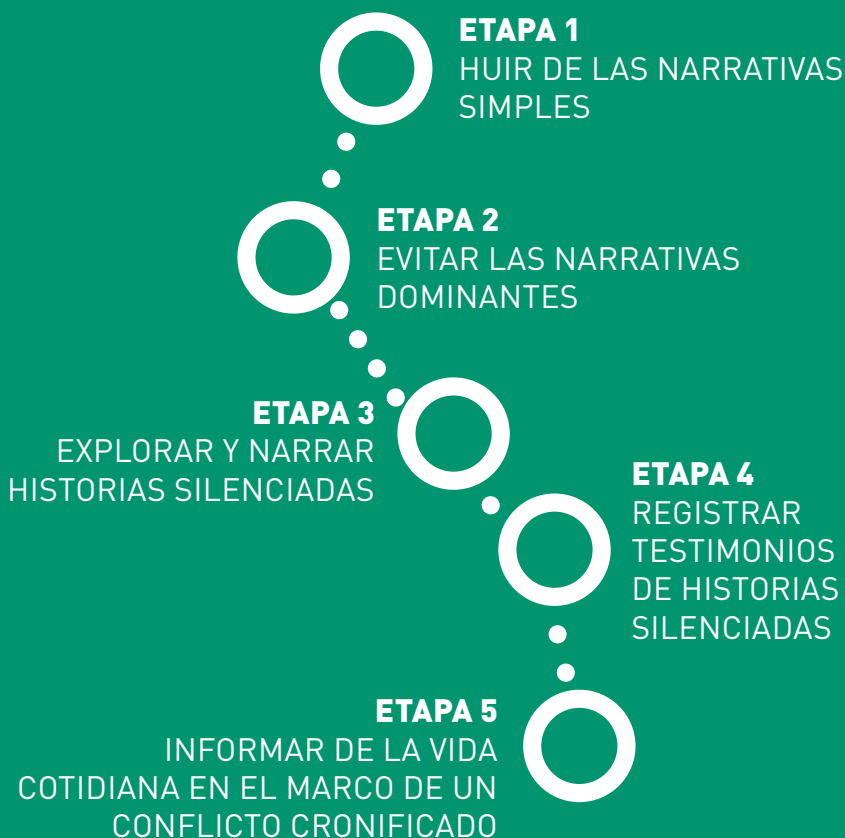 ETAPA 1
HUIR DE LAS NARRATIVAS
SIMPLES
ETAPA 2
EVITAR LAS NARRATIVAS
DOMINANTES
ETAPA 3
EXPLORAR Y NARRAR
HISTORIAS SILENCIADAS
ETAPA 4
REGISTRAR
TESTIMONIOS
DE HISTORIAS
SILENCIADAS
ETAPA 5
INFORMAR DE LA VIDA
COTIDIANA EN EL MARCO DE UN
CONFLICTO CRONIFICADO